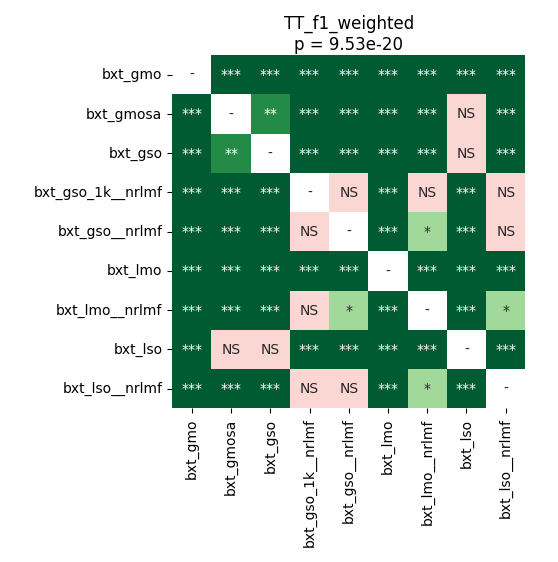 TT_f1_weighted
p = 9.53e-20
bxt_gmo - *** *** *** *** *** *** *** ***
bxt_gmosa *** - ** *** *** *** *** NS ***
bxt_gso *** ** - *** *** *** *** NS ***
bxt_gso_1k__nrlmf *** *** *** - NS *** NS *** NS
bxt_gso__nrlmf *** *** *** NS - *** * *** NS
bxt_lmo *** *** *** *** *** - *** *** ***
bxt_lmo__nrlmf *** *** *** NS * *** - *** *
bxt_lso *** NS NS *** *** *** *** - ***
bxt_lso__nrlmf *** *** *** NS NS *** * *** -
bxt_gmo
bxt_gmosa
bxt_gso
bxt_gso_1k__nrlmf
bxt_gso__nrlmf
bxt_lmo
bxt_lmo__nrlmf
bxt_lso
bxt_lso__nrlmf